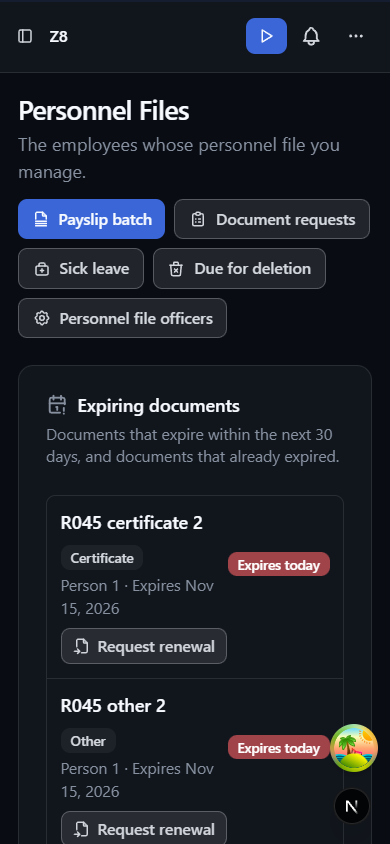 Z8
Personnel Files
The employees whose personnel file you
manage.
Payslip batch
Document requests
Sick leave
Due for deletion
Personnel file officers
Expiring documents
Documents that expire within the next 30
days, and documents that already expired.
R045 certificate 2
Certificate
Expires today
Person 1 · Expires Nov
15, 2026
Request renewal
R045 other 2
Other
Expires today
Person 1 · Expires Nov
15, 2026
Request renewal
N